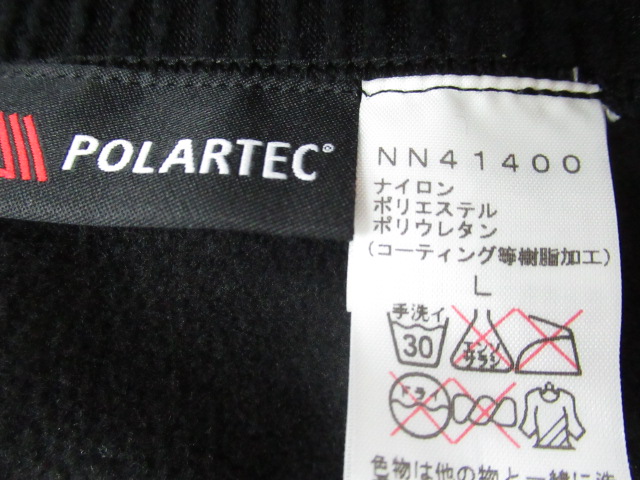 POLARTEC®
NN41400
ナイロン
ポリエステル
ポリウレタン
(コーティング等樹脂加工)
L
手洗イ
30
エンソ
サラシ
ドライ
色物は他の物と一緒に洗